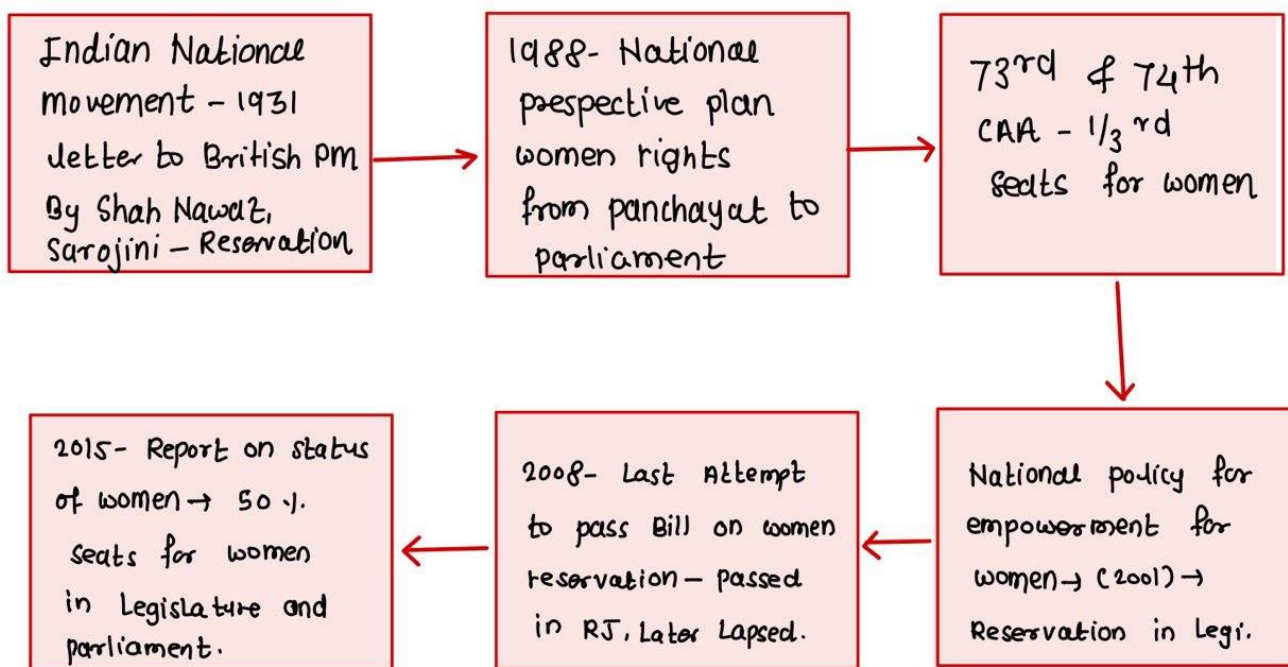 Indian National
movement - 1931
letter to British PM
By Shah Nawaz,
Sarojini - Reservation
1988- National
prespective plan
women rights
from panchayat to
parliament
73rd & 74th
CAA - 1/3rd
seats for women
National policy for
empowerment for
women → (2001) →
Reservation in Legi.
2008- Last Attempt
to pass Bill on women
reservation - passed
in RJ, Later Lapsed.
2015- Report on status
of women → 50 %.
seats for women
in Legislature and
parliament.